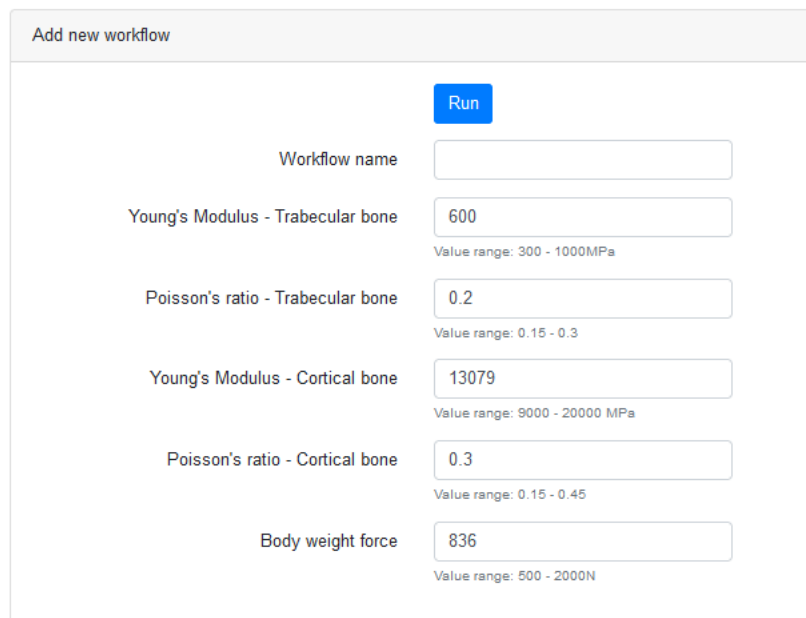 Add new workflow
Run
Workflow name
Young's Modulus - Trabecular bone
600
Value range: 300 - 1000MPa
Poisson's ratio - Trabecular bone
0.2
Value range: 0.15 - 0.3
Young's Modulus - Cortical bone
13079
Value range: 9000 - 20000 MPa
Poisson's ratio - Cortical bone
0.3
Value range: 0.15 - 0.45
Body weight force
836
Value range: 500 - 2000N